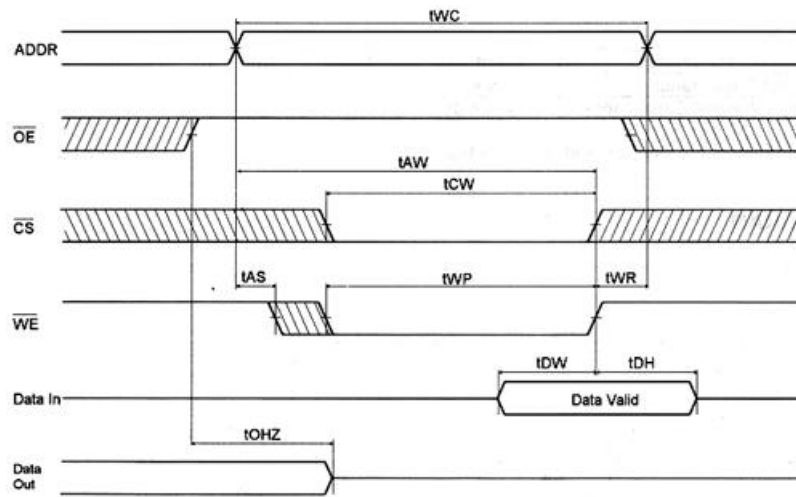 tWC
ADDR
OE
tAW
tCW
CS
tAS
tWP
tWR
WE
tDW
tDH
Data In
Data Valid
tOHZ
Data
Out